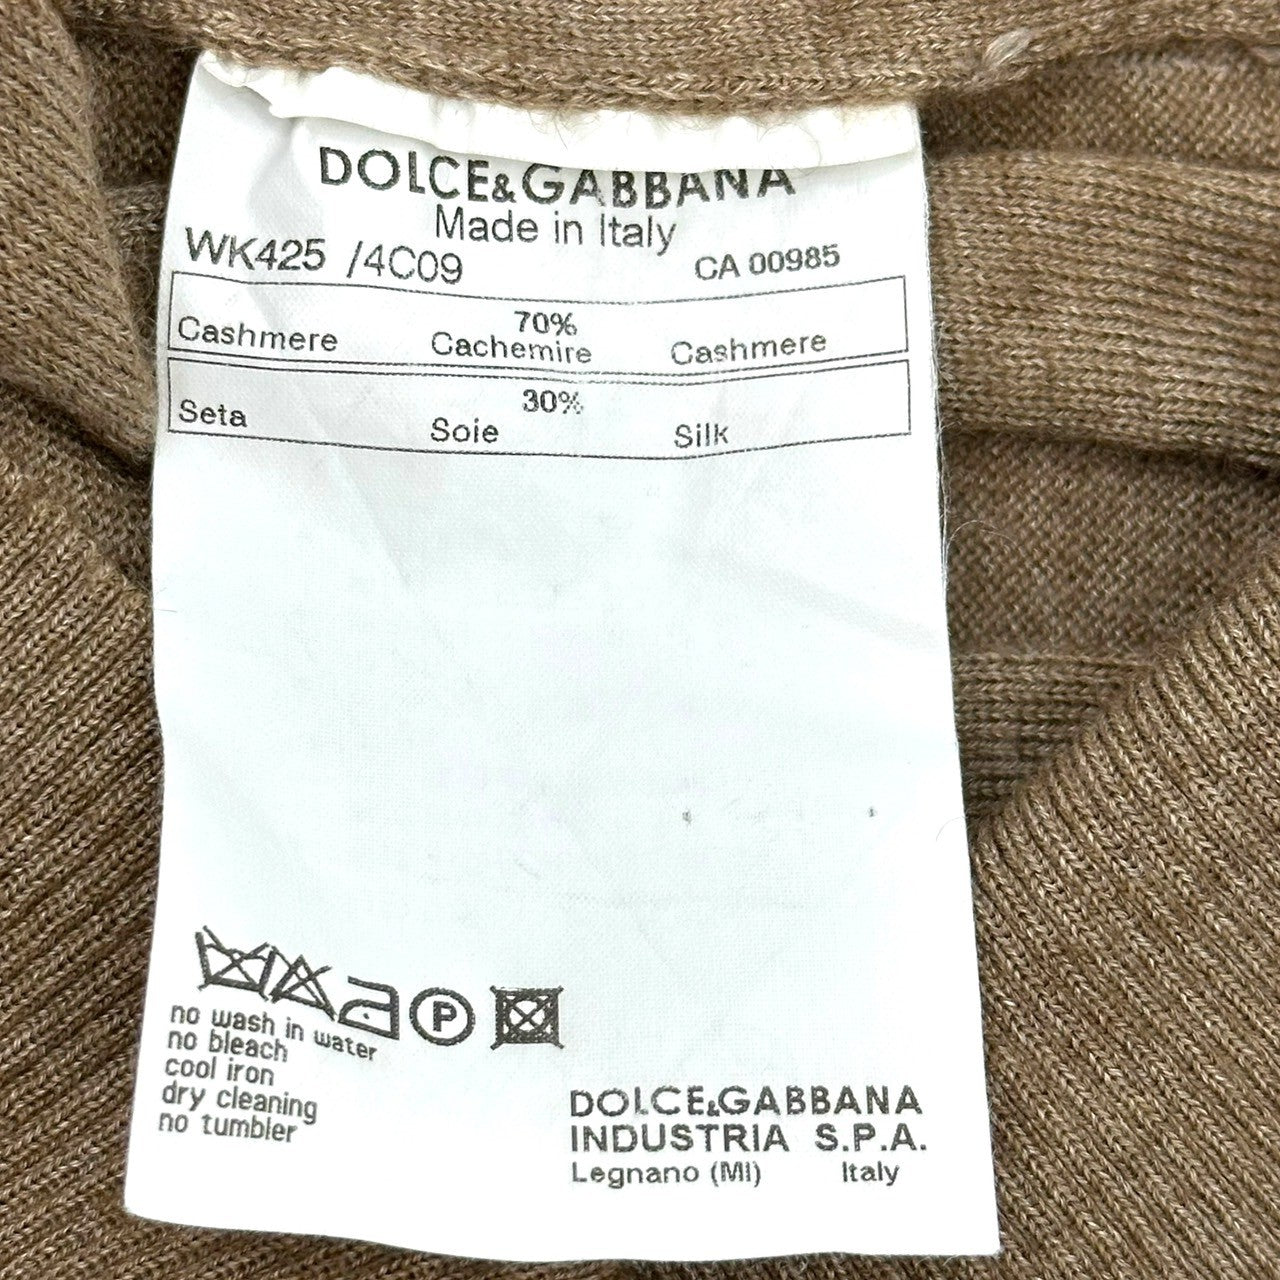 DOLCE&GABBANA
Made in Italy
WK425 /4C09 CA 00985
70%
Cashmere Cachemire Cashmere
30%
Seta Soie Silk
P
no wash in water
no bleach
cool iron
dry cleaning
no tumbler
DOLCE&GABBANA
INDUSTRIA S.P.A.
Legnano (MI) Italy